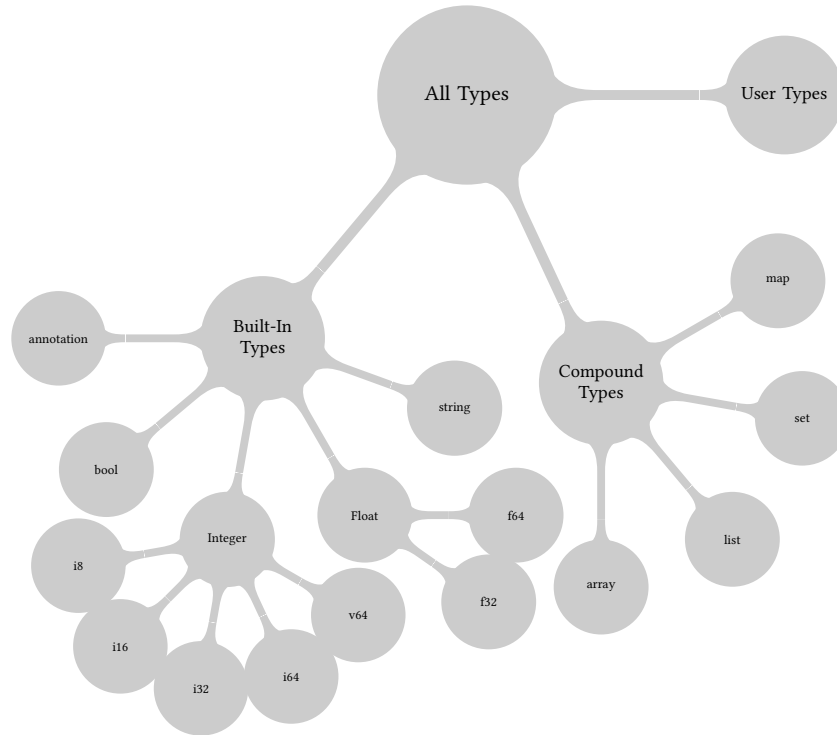 All Types
User Types
map
Built-In
Types
annotation
Compound
Types
string
set
bool
Float
f64
Integer
list
i8
array
f32
v64
i16
i64
i32